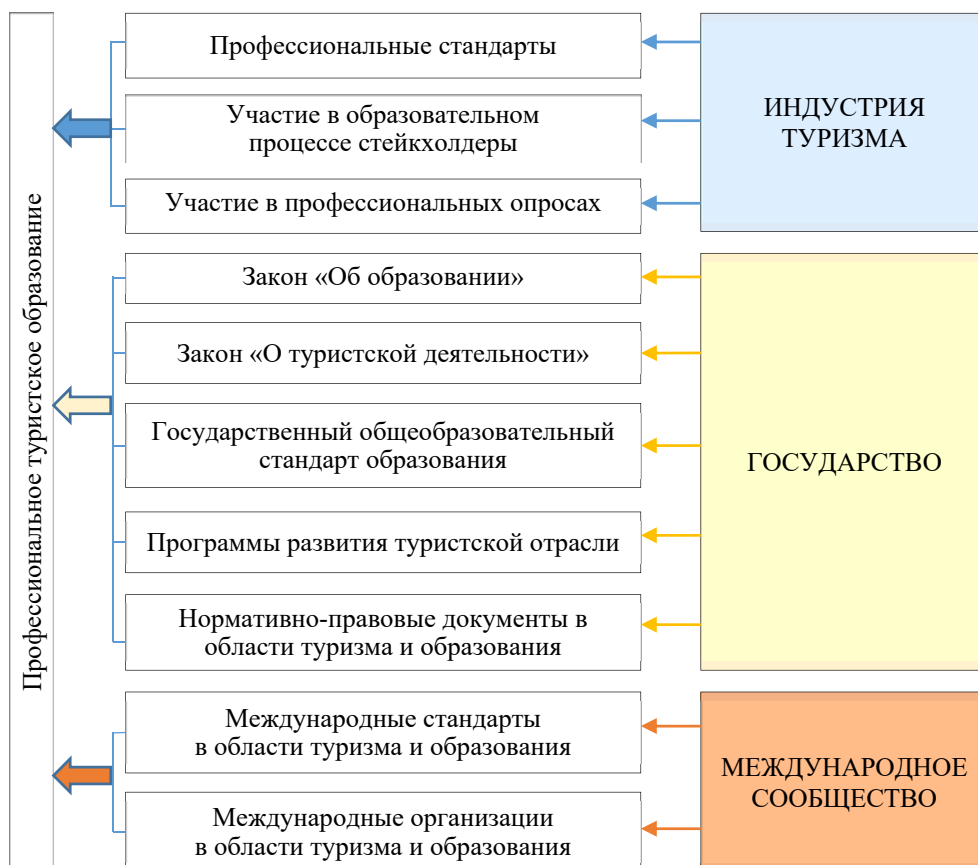 Профессиональное туристское образование
Профессиональные стандарты
Участие в образовательном
процессе стейкхолдеры
Участие в профессиональных опросах
ИНДУСТРИЯ
ТУРИЗМА
Закон «Об образовании»
Закон «О туристской деятельности»
Государственный общеобразовательный
стандарт образования
Программы развития туристской отрасли
Нормативно-правовые документы в
области туризма и образования
ГОСУДАРСТВО
Международные стандарты
в области туризма и образования
Международные организации
в области туризма и образования
МЕЖДУНАРОДНОЕ
СООБЩЕСТВО